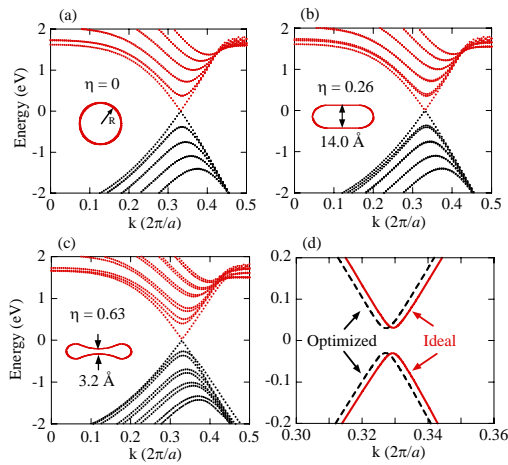 (a)
2
1
0
-1
-2
Energy (eV)
η = 0
R
0 0.1 0.2 0.3 0.4 0.5
k (2π/a)
(b)
2
1
0
-1
-2
Energy (eV)
η = 0.26
14.0 Å
0 0.1 0.2 0.3 0.4 0.5
k (2π/a)
(c)
2
1
0
-1
-2
Energy (eV)
η = 0.63
3.2 Å
0 0.1 0.2 0.3 0.4 0.5
k (2π/a)
(d)
0.2
0.1
0
-0.1
-0.2
Optimized
Ideal
0.30 0.32 0.34 0.36
k (2π/a)